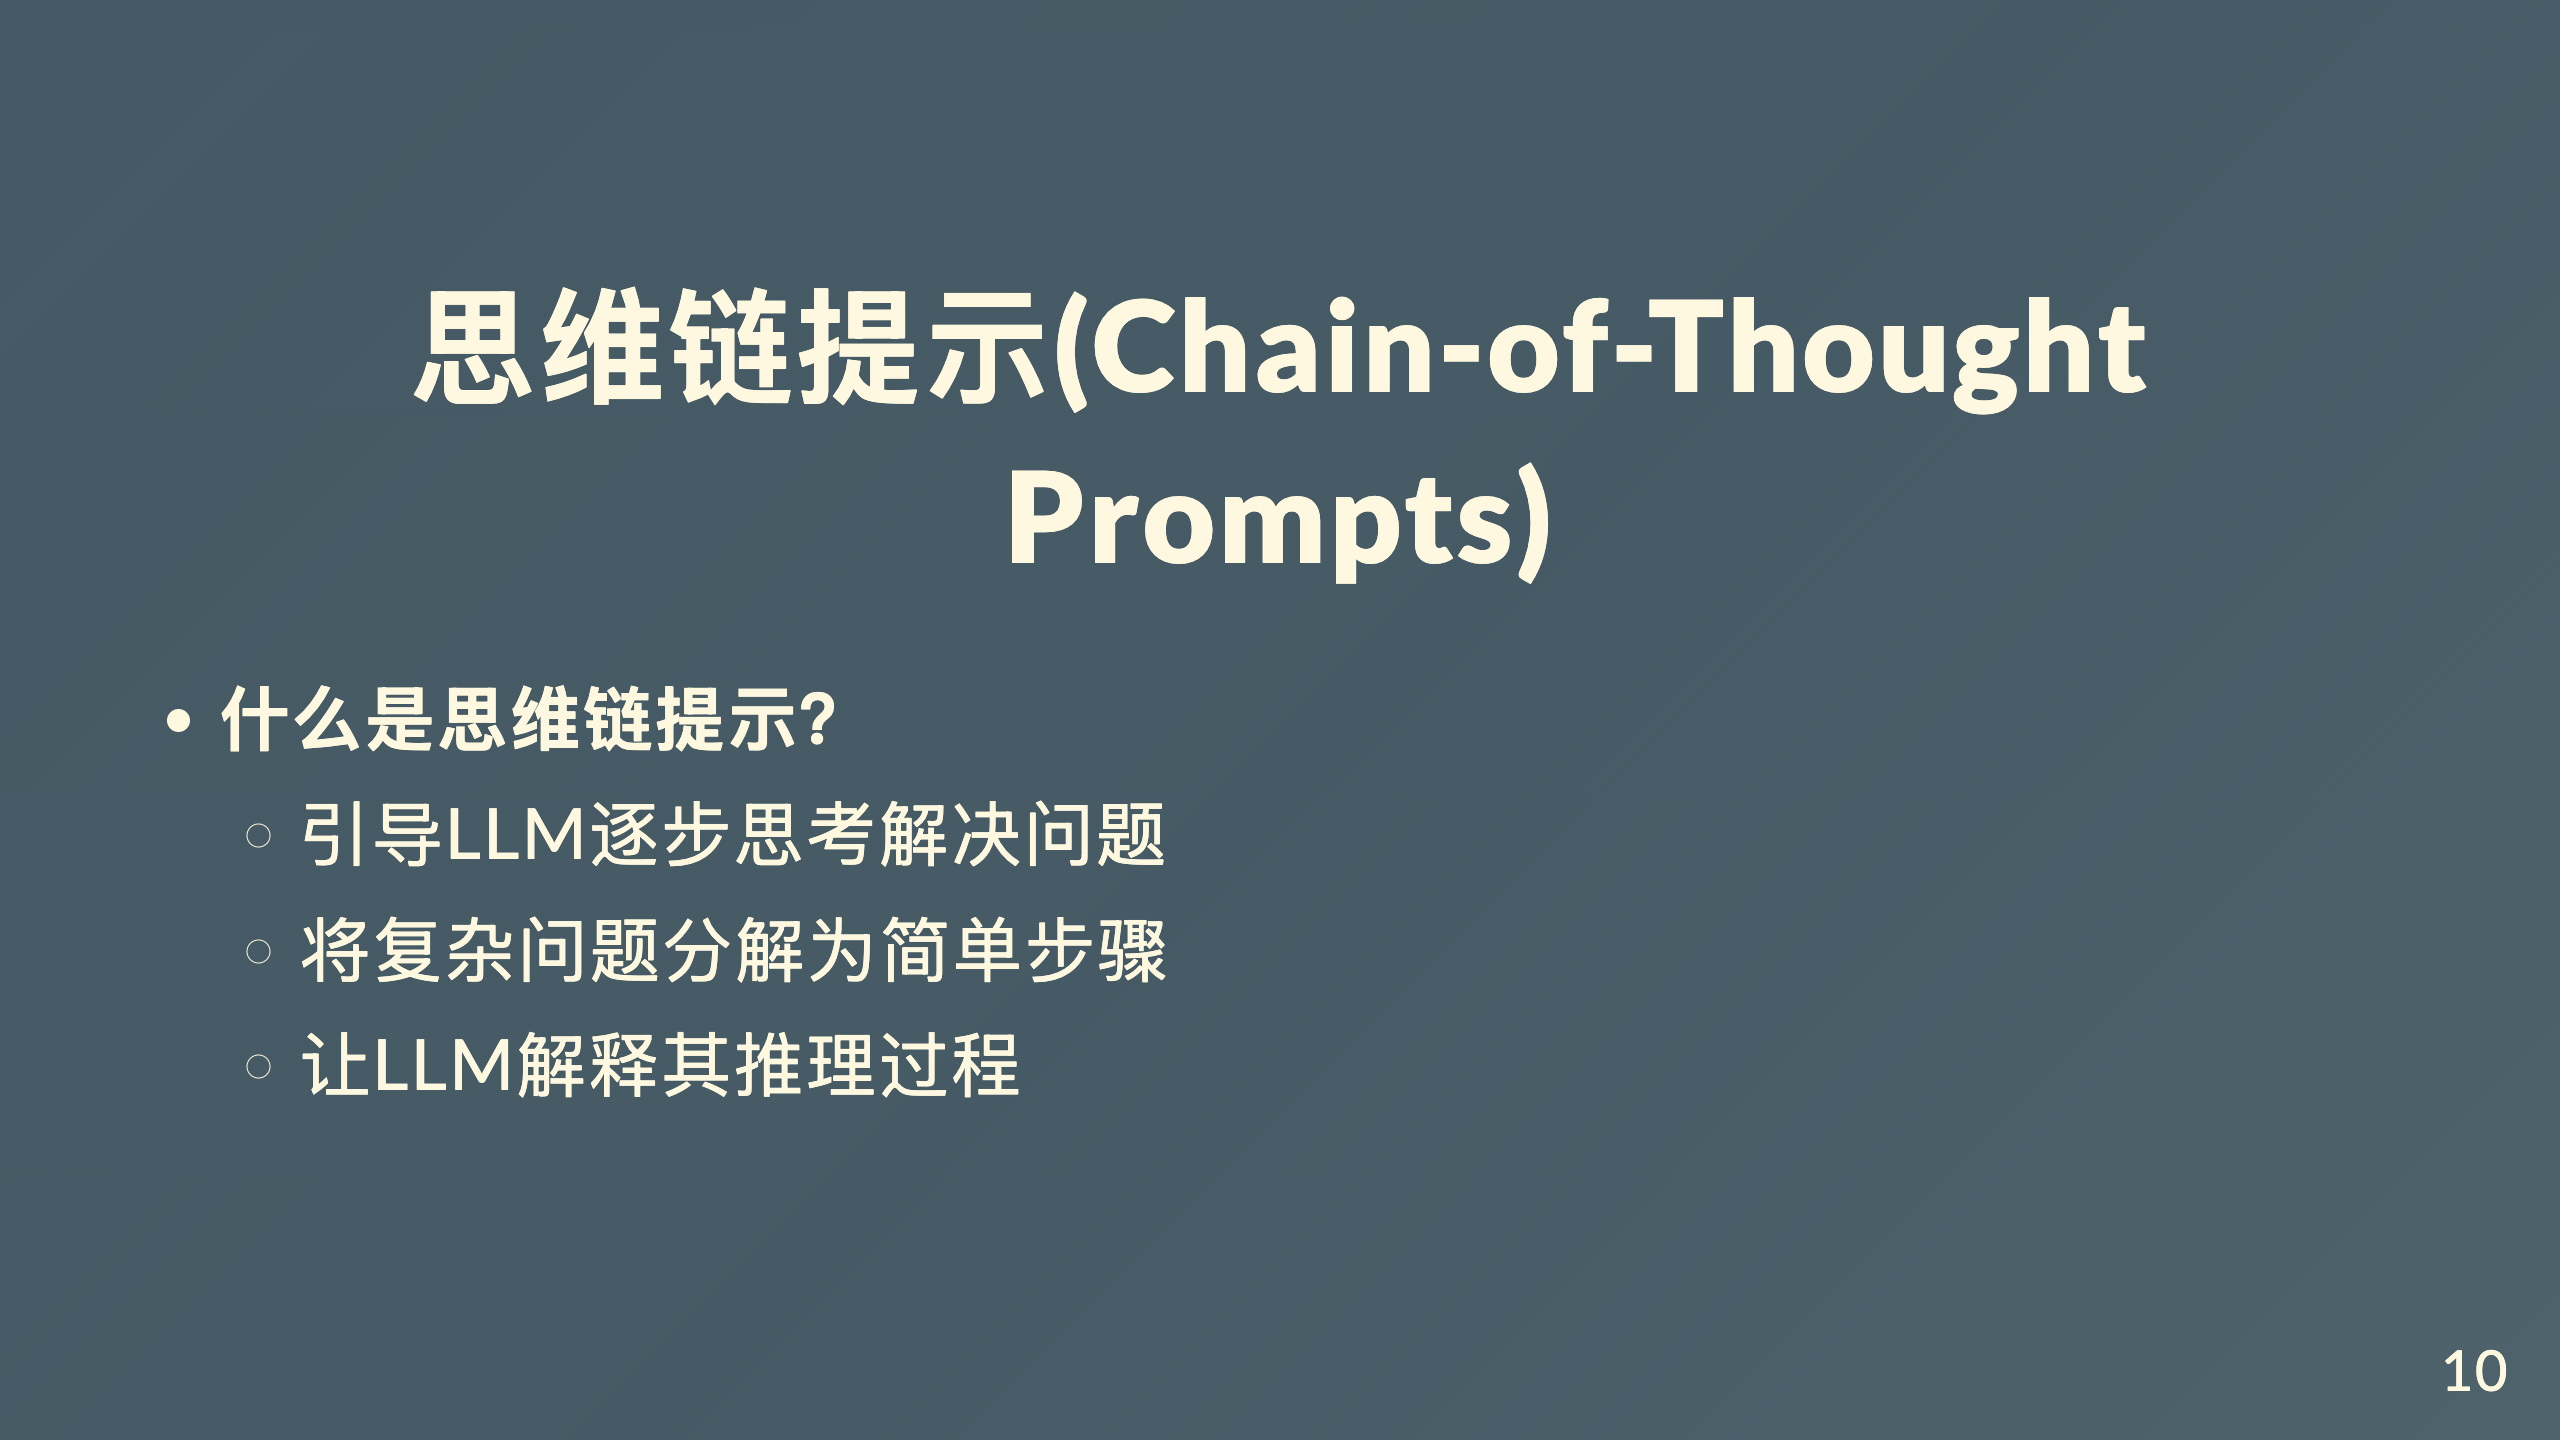 思维链提示(Chain-of-Thought
Prompts)
• 什么是思维链提示?
○ 引导LLM逐步思考解决问题
○ 将复杂问题分解为简单步骤
○ 让LLM解释其推理过程
10